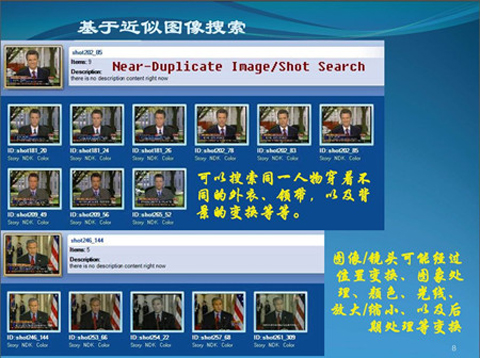 基于近似图像搜索
shot202_85
Items: 9
Near-Duplicate Image/Shot Search
Description:
there is no description content right now
ID: shot181_20 ID: shot181_24 ID: shot181_26 ID: shot202_78 ID: shot202_83 ID: shot202_85
Story NDK Color Story NDK Color Story NDK Color Story NDK Color Story NDK Color Story NDK Color
可以搜索同一人物穿着不
同的外衣、领带，以及背
景的变换等等。
ID: shot209_49 ID: shot209_56 ID: shot265_52
Story NDK Color Story NDK Color Story NDK Color
shot246_144
Items: 5
Description:
there is no description content right now
图像/镜头可能经过
位置变换、图象处
理、颜色、光线、
放大/缩小、以及后
期处理等变换
ID: shot246_144 ID: shot253_66 ID: shot254_22 ID: shot257_68 ID: shot261_309
Story NDK Color Story NDK Color Story NDK Color Story NDK Color Story NDK Color
8